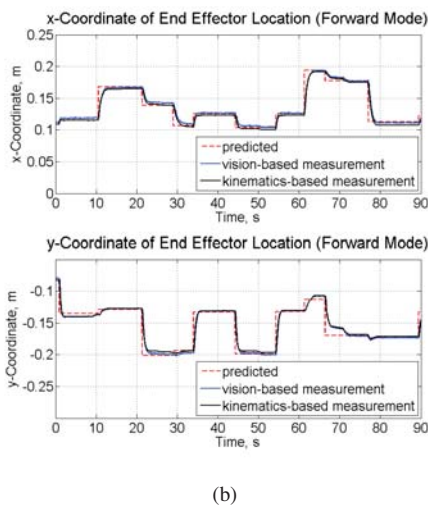 x-Coordinate of End Effector Location (Forward Mode)
0.25
0.2
0.15
0.1
0.05
0
x-Coordinate, m
predicted
vision-based measurement
kinematics-based measurement
0 10 20 30 40 50 60 70 80 90
Time, s
y-Coordinate of End Effector Location (Forward Mode)
-0.1
-0.15
-0.2
-0.25
y-Coordinate, m
predicted
vision-based measurement
kinematics-based measurement
0 10 20 30 40 50 60 70 80 90
Time, s
(b)